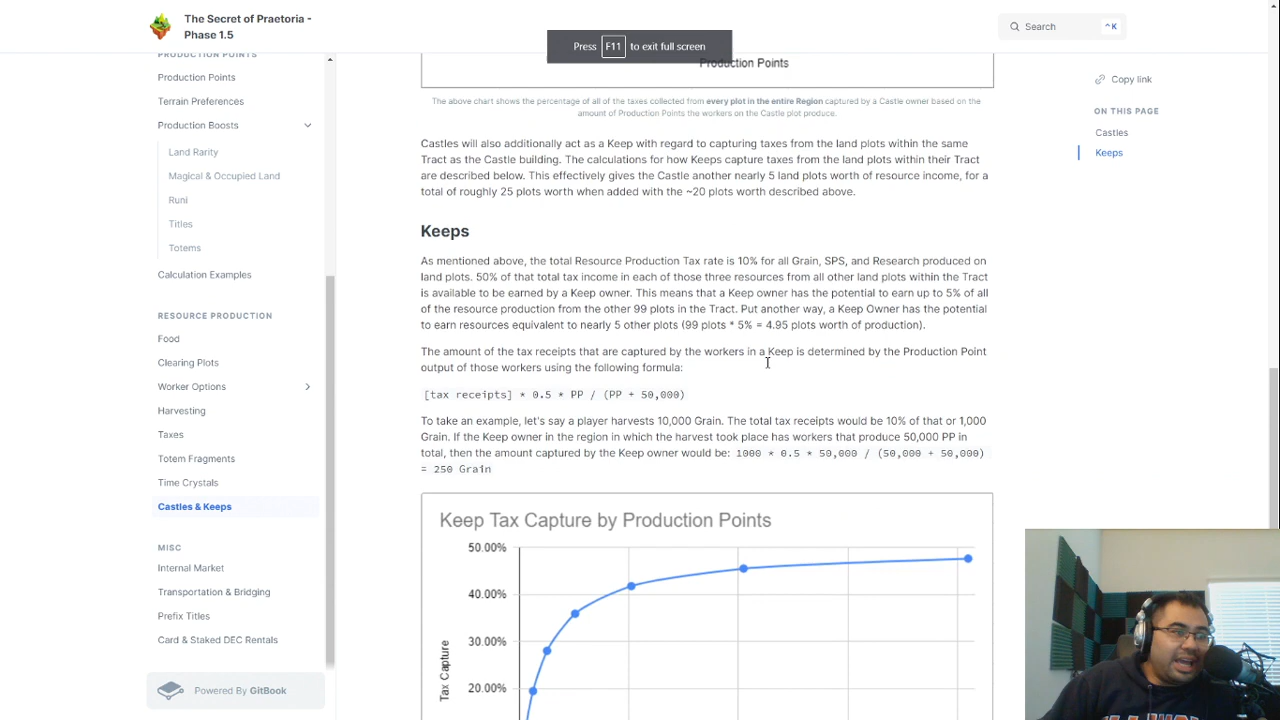 The Secret of Praetoria -
Phase 1.5
Search
^K
Press F11 to exit full screen
PRODUCTION POINTS
Production Points
Terrain Preferences
Production Boosts
Land Rarity
Magical & Occupied Land
Runi
Titles
Totems
Calculation Examples
RESOURCE PRODUCTION
Food
Clearing Plots
Worker Options
Harvesting
Taxes
Totem Fragments
Time Crystals
Castles & Keeps
MISC
Internal Market
Transportation & Bridging
Prefix Titles
Card & Staked DEC Rentals
Powered By GitBook
Production Points
The above chart shows the percentage of all of the taxes collected from every plot in the entire Region captured by a Castle owner based on the
amount of Production Points the workers on the Castle plot produce.
Castles will also additionally act as a Keep with regard to capturing taxes from the land plots within the same
Tract as the Castle building. The calculations for how Keeps capture taxes from the land plots within their Tract
are described below. This effectively gives the Castle another nearly 5 land plots worth of resource income, for a
total of roughly 25 plots worth when added with the ~20 plots worth described above.
Keeps
As mentioned above, the total Resource Production Tax rate is 10% for all Grain, SPS, and Research produced on
land plots. 50% of that total tax income in each of those three resources from all other land plots within the Tract
is available to be earned by a Keep owner. This means that a Keep owner has the potential to earn up to 5% of all
of the resource production from the other 99 plots in the Tract. Put another way, a Keep Owner has the potential
to earn resources equivalent to nearly 5 other plots (99 plots * 5% = 4.95 plots worth of production).
The amount of the tax receipts that are captured by the workers in a Keep is determined by the Production Point
output of those workers using the following formula:
[tax receipts] * 0.5 * PP / (PP + 50,000)
To take an example, let's say a player harvests 10,000 Grain. The total tax receipts would be 10% of that or 1,000
Grain. If the Keep owner in the region in which the harvest took place has workers that produce 50,000 PP in
total, then the amount captured by the Keep owner would be: 1000 * 0.5 * 50,000 / (50,000 + 50,000)
= 250 Grain
Keep Tax Capture by Production Points
50.00%
40.00%
30.00%
20.00%
Tax Capture
Copy link
ON THIS PAGE
Castles
Keeps